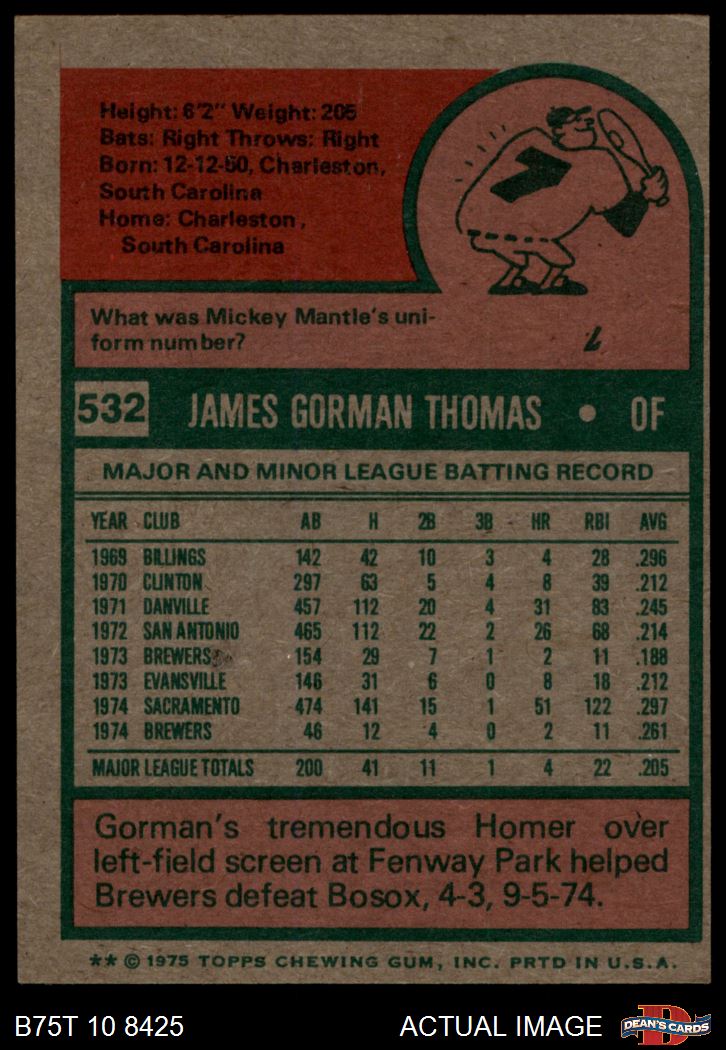 Height: 6'2" Weight: 205
Bats: Right Throws: Right
Born: 12-12-50, Charleston,
South Carolina
Home: Charleston,
South Carolina
7
What was Mickey Mantle's uni-
form number?
7
532 JAMES GORMAN THOMAS • OF
MAJOR AND MINOR LEAGUE BATTING RECORD
YEAR CLUB AB H 2B 3B HR RBI AVG
1969 BILLINGS 142 42 10 3 4 28 .296
1970 CLINTON 297 63 5 4 8 39 .212
1971 DANVILLE 457 112 20 4 31 83 .245
1972 SAN ANTONIO 465 112 22 2 26 68 .214
1973 BREWERS 154 29 7 1 2 11 .188
1973 EVANSVILLE 146 31 6 0 8 18 .212
1974 SACRAMENTO 474 141 15 1 51 122 .297
1974 BREWERS 46 12 4 0 2 11 .261
MAJOR LEAGUE TOTALS 200 41 11 1 4 22 .205
Gorman's tremendous Homer over
left-field screen at Fenway Park helped
Brewers defeat Bosox, 4-3, 9-5-74.
** © 1975 TOPPS CHEWING GUM, INC. PRTD IN U.S.A.
B75T 10 8425 ACTUAL IMAGE D DEAN'S CARDS